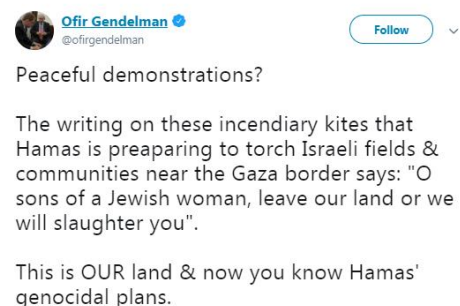 Ofir Gendelman
@ofirgendelman
Follow
Peaceful demonstrations?
The writing on these incendiary kites that
Hamas is preaparing to torch Israeli fields &
communities near the Gaza border says: "O
sons of a Jewish woman, leave our land or we
will slaughter you".
This is OUR land & now you know Hamas'
genocidal plans.